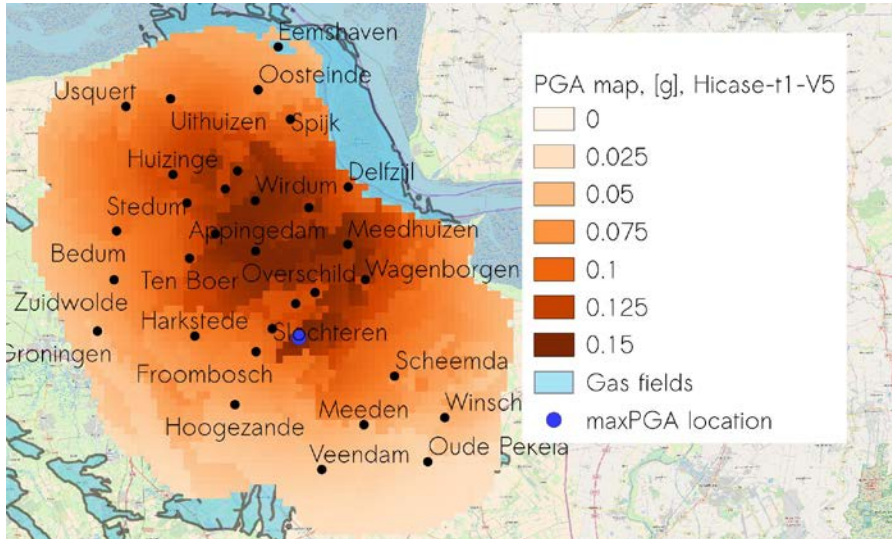 Eemshaven
Oosteinde
Usquert
Uithuizen
Spijk
Huizinge
Delfzijl
Wirdum
Stedum
Appingedam
Meedhuizen
Bedum
Ten Boer
Overschild
Wagenborgen
Zuidwolde
Harkstede
Slochteren
Groningen
Froombosch
Scheemda
Meeden
Winsch
Hoogezande
Veendam
Oude Pekela
PGA map, [g], Hicase-t1-V5
0
0.025
0.05
0.075
0.1
0.125
0.15
Gas fields
maxPGA location